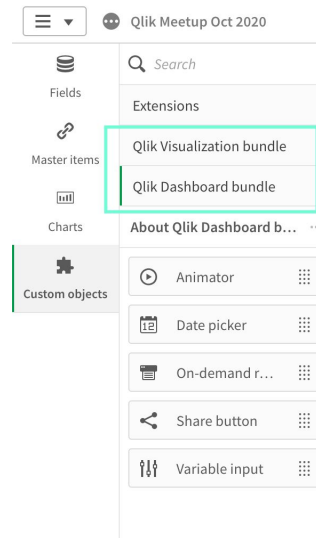 Qlik Meetup Oct 2020
Search
Fields
Extensions
Master items
Qlik Visualization bundle
Qlik Dashboard bundle
Charts
About Qlik Dashboard b...
Custom objects
Animator
12
Date picker
On-demand r...
Share button
Variable input